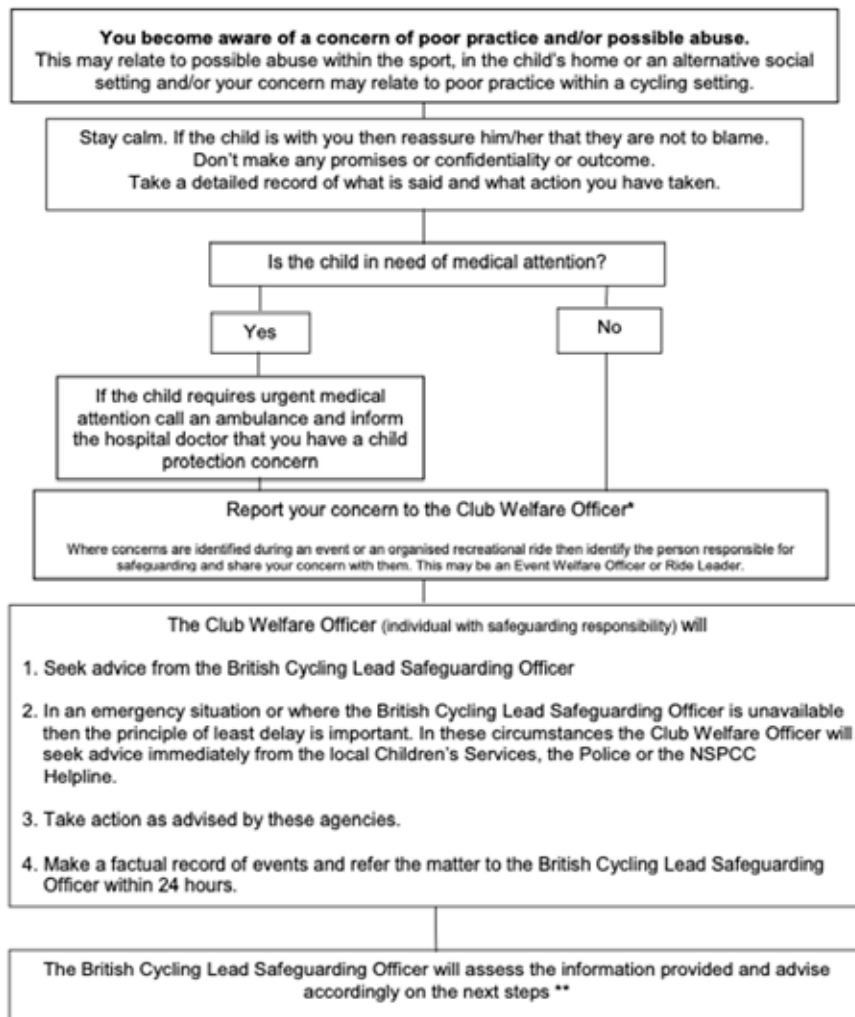 You become aware of a concern of poor practice and/or possible abuse.
This may relate to possible abuse within the sport, in the child's home or an alternative social
setting and/or your concern may relate to poor practice within a cycling setting.
Stay calm. If the child is with you then reassure him/her that they are not to blame.
Don't make any promises or confidentiality or outcome.
Take a detailed record of what is said and what action you have taken.
Is the child in need of medical attention?
Yes
No
If the child requires urgent medical
attention call an ambulance and inform
the hospital doctor that you have a child
protection concern
Report your concern to the Club Welfare Officer*
Where concerns are identified during an event or an organised recreational ride then identify the person responsible for
safeguarding and share your concern with them. This may be an Event Welfare Officer or Ride Leader.
The Club Welfare Officer (individual with safeguarding responsibility) will
1. Seek advice from the British Cycling Lead Safeguarding Officer
2. In an emergency situation or where the British Cycling Lead Safeguarding Officer is unavailable
then the principle of least delay is important. In these circumstances the Club Welfare Officer will
seek advice immediately from the local Children's Services, the Police or the NSPCC
Helpline.
3. Take action as advised by these agencies.
4. Make a factual record of events and refer the matter to the British Cycling Lead Safeguarding
Officer within 24 hours.
The British Cycling Lead Safeguarding Officer will assess the information provided and advise
accordingly on the next steps **